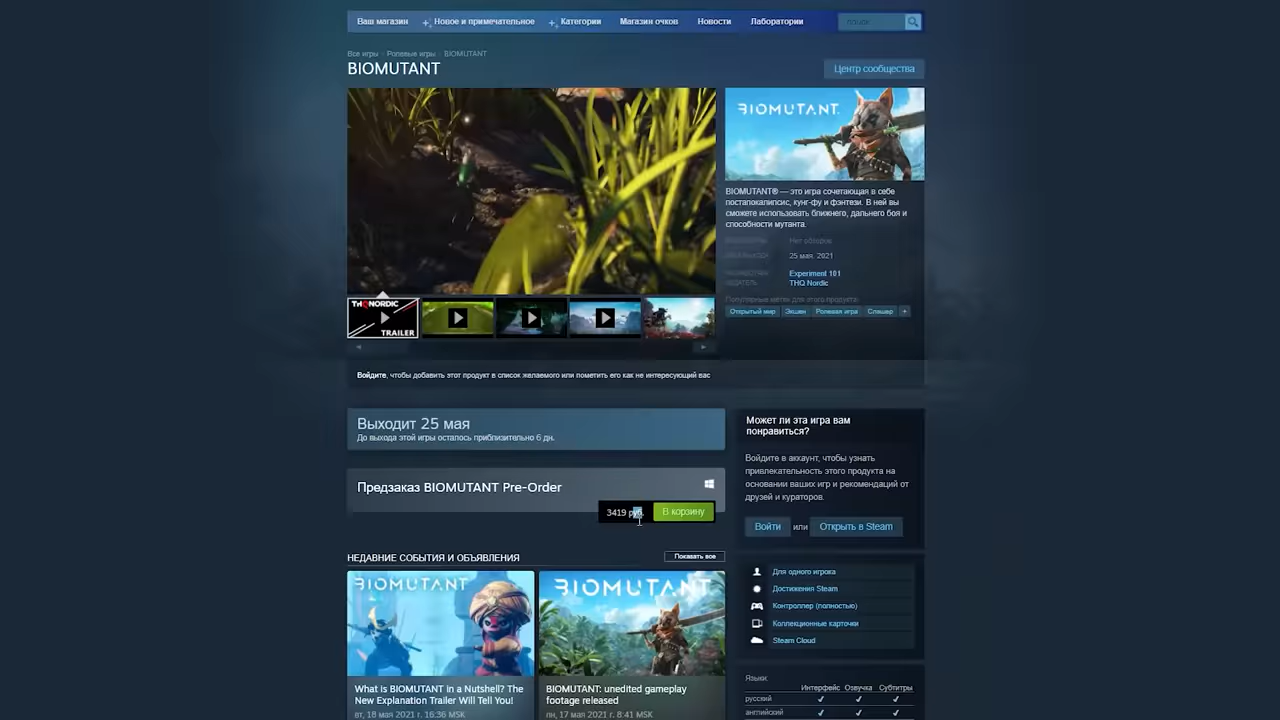 Ваш магазин Новое и примечательное Категории Магазин очков Новости Лаборатории поиск
Все игры > Ролевые игры > BIOMUTANT
BIOMUTANT
Центр сообщества
BIOMUTANT
BIOMUTANT® — это игра сочетающая в себе
постапокалипсис, кунг-фу и фэнтези. В ней вы
сможете использовать ближнего, дальнего боя и
способности мутанта.
Нет обзоров
25 мая. 2021
Experiment 101
THQ Nordic
Популярные метки для этого продукта:
Открытый мир Экшен Ролевая игра Слэшер +
THQ NORDIC
TRAILER
Войдите, чтобы добавить этот продукт в список желаемого или пометить его как не интересующий вас
Выходит 25 мая
До выхода этой игры осталось приблизительно 6 дн.
Предзаказ BIOMUTANT Pre-Order
3419 руб.
В корзину
Может ли эта игра вам
понравиться?
Войдите в аккаунт, чтобы узнать
привлекательность этого продукта на
основании ваших игр и рекомендаций от
друзей и кураторов.
Войти или Открыть в Steam
НЕДАВНИЕ СОБЫТИЯ И ОБЪЯВЛЕНИЯ
Показать все
BIOMUTANT
What is BIOMUTANT in a Nutshell? The
New Explanation Trailer Will Tell You!
вт, 18 мая 2021 г. 16:36 MSK
BIOMUTANT
BIOMUTANT: unedited gameplay
footage released
пн, 17 мая 2021 г. 8:41 MSK
Для одного игрока
Достижения Steam
Контроллер (полностью)
Коллекционные карточки
Steam Cloud
Языки:
Интерфейс Озвучка Субтитры
русский ✓ ✓ ✓
английский ✓ ✓ ✓